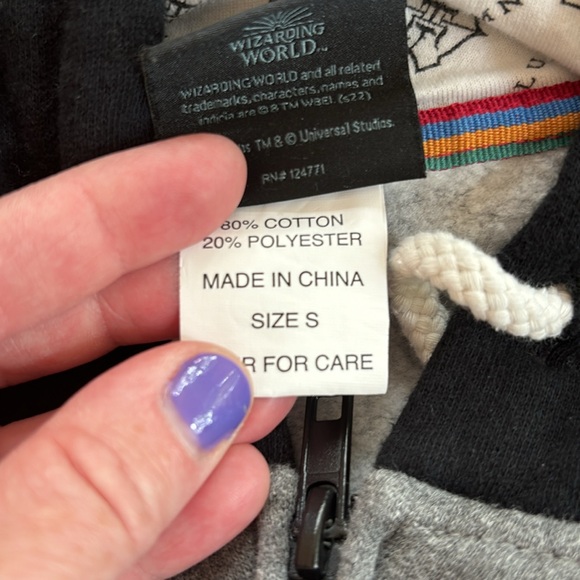 WIZARDING
WORLD™
WIZARDING WORLD and all related
trademarks, characters, names and
indicia are © & TM WBEI. (s22)
TM & © Universal Studios.
RN# 124771
80% COTTON
20% POLYESTER
MADE IN CHINA
SIZE S
R FOR CARE